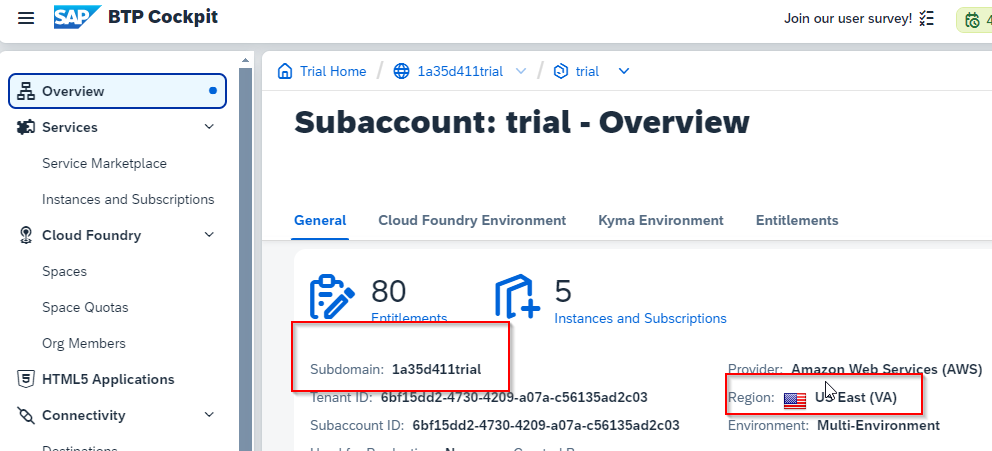 SAP BTP Cockpit
Join our user survey!
4
Trial Home / 1a35d411trial / trial
Overview
Services
Service Marketplace
Instances and Subscriptions
Cloud Foundry
Spaces
Space Quotas
Org Members
HTML5 Applications
Connectivity
Destinations
Subaccount: trial - Overview
General Cloud Foundry Environment Kyma Environment Entitlements
80
Entitlements
5
Instances and Subscriptions
Subdomain: 1a35d411trial
Tenant ID: 6bf15dd2-4730-4209-a07a-c56135ad2c03
Subaccount ID: 6bf15dd2-4730-4209-a07a-c56135ad2c03
Provider: Amazon Web Services (AWS)
Region: US East (VA)
Environment: Multi-Environment